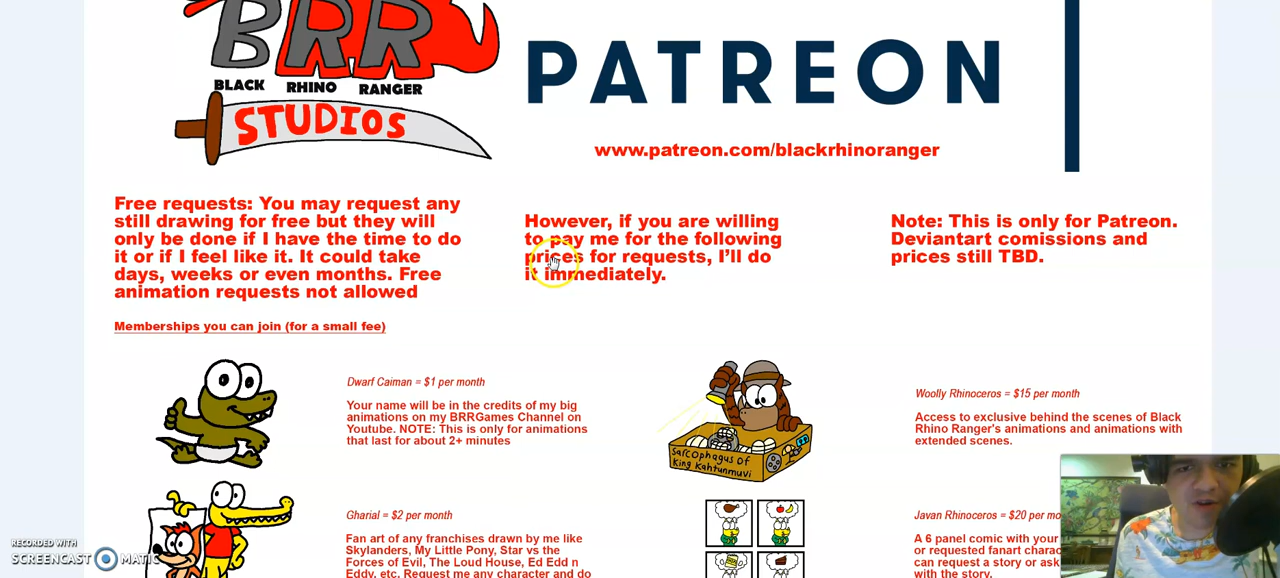 BRR
BLACK RHINO RANGER
STUDIOS
PATREON
www.patreon.com/blackrhinoranger
Free requests: You may request any
still drawing for free but they will
only be done if I have the time to do
it or if I feel like it. It could take
days, weeks or even months. Free
animation requests not allowed
However, if you are willing
to pay me for the following
prices for requests, I'll do
it immediately.
Note: This is only for Patreon.
Deviantart comissions and
prices still TBD.
Memberships you can join (for a small fee)
Dwarf Caiman = $1 per month
Your name will be in the credits of my big
animations on my BRRGames Channel on
Youtube. NOTE: This is only for animations
that last for about 2+ minutes
Sarcophagus of
King Kahtunmuvi
Woolly Rhinoceros = $15 per month
Access to exclusive behind the scenes of Black
Rhino Ranger's animations and animations with
extended scenes.
Gharial = $2 per month
Fan art of any franchises drawn by me like
Skylanders, My Little Pony, Star vs the
Forces of Evil, The Loud House, Ed Edd n
Eddy, etc. Request me any character and do
Javan Rhinoceros = $20 per mo
A 6 panel comic with your
or requested fanart charac
can request a story or ask
with the story.
RECORDED WITH
SCREENCAST MATIC